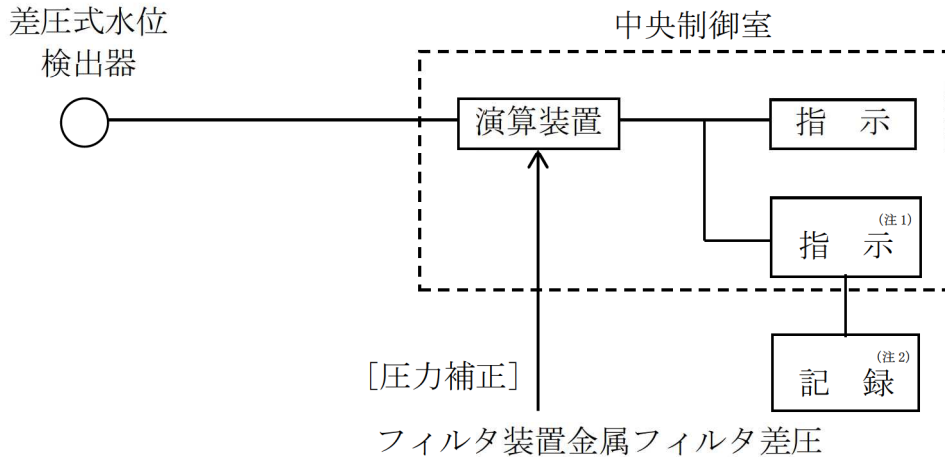 差圧式水位
検出器
中央制御室
演算装置
指 示
(注1)
指 示
(注2)
記 録
[圧力補正]
フィルタ装置金属フィルタ差圧